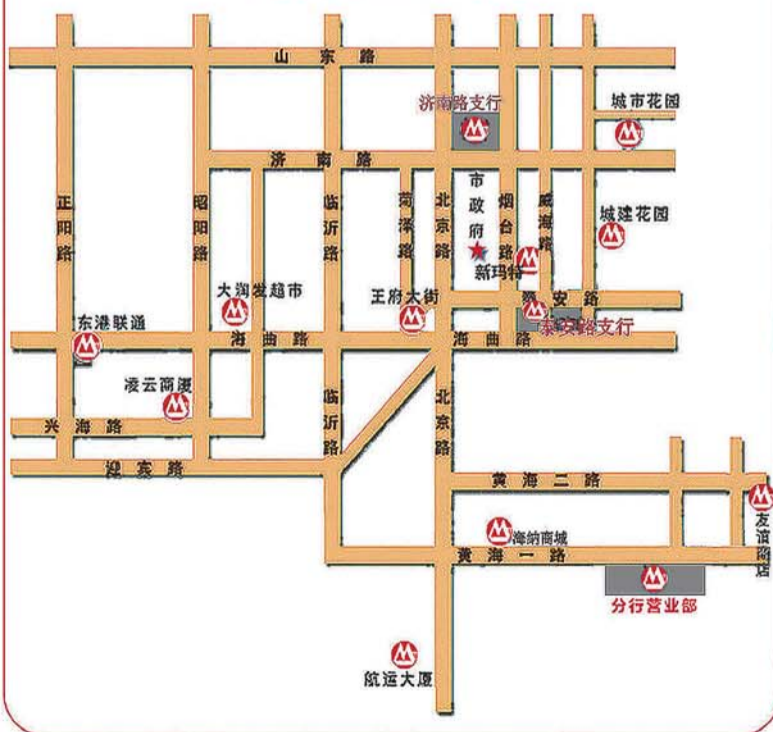 山东路
济南路支行
城市花园
济南路
正阳路
昭阳路
临沂路
菏泽路
北京路
市政府
烟台路
威海路
城建花园
新玛特
大润发超市
王府大街
泰安路
东港联通
海曲路
海曲路
泰安路支行
凌云商厦
临沂路
北京路
兴海路
迎宾路
黄海二路
海纳商城
友谊商店
黄海一路
分行营业部
航运大厦